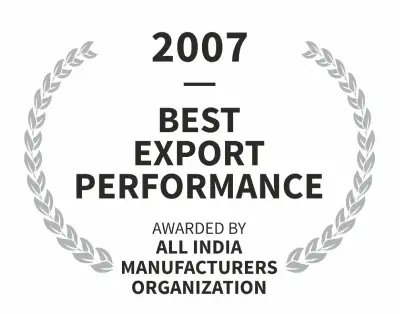 2007
—
BEST
EXPORT
PERFORMANCE
AWARDED BY
ALL INDIA
MANUFACTURERS
ORGANIZATION